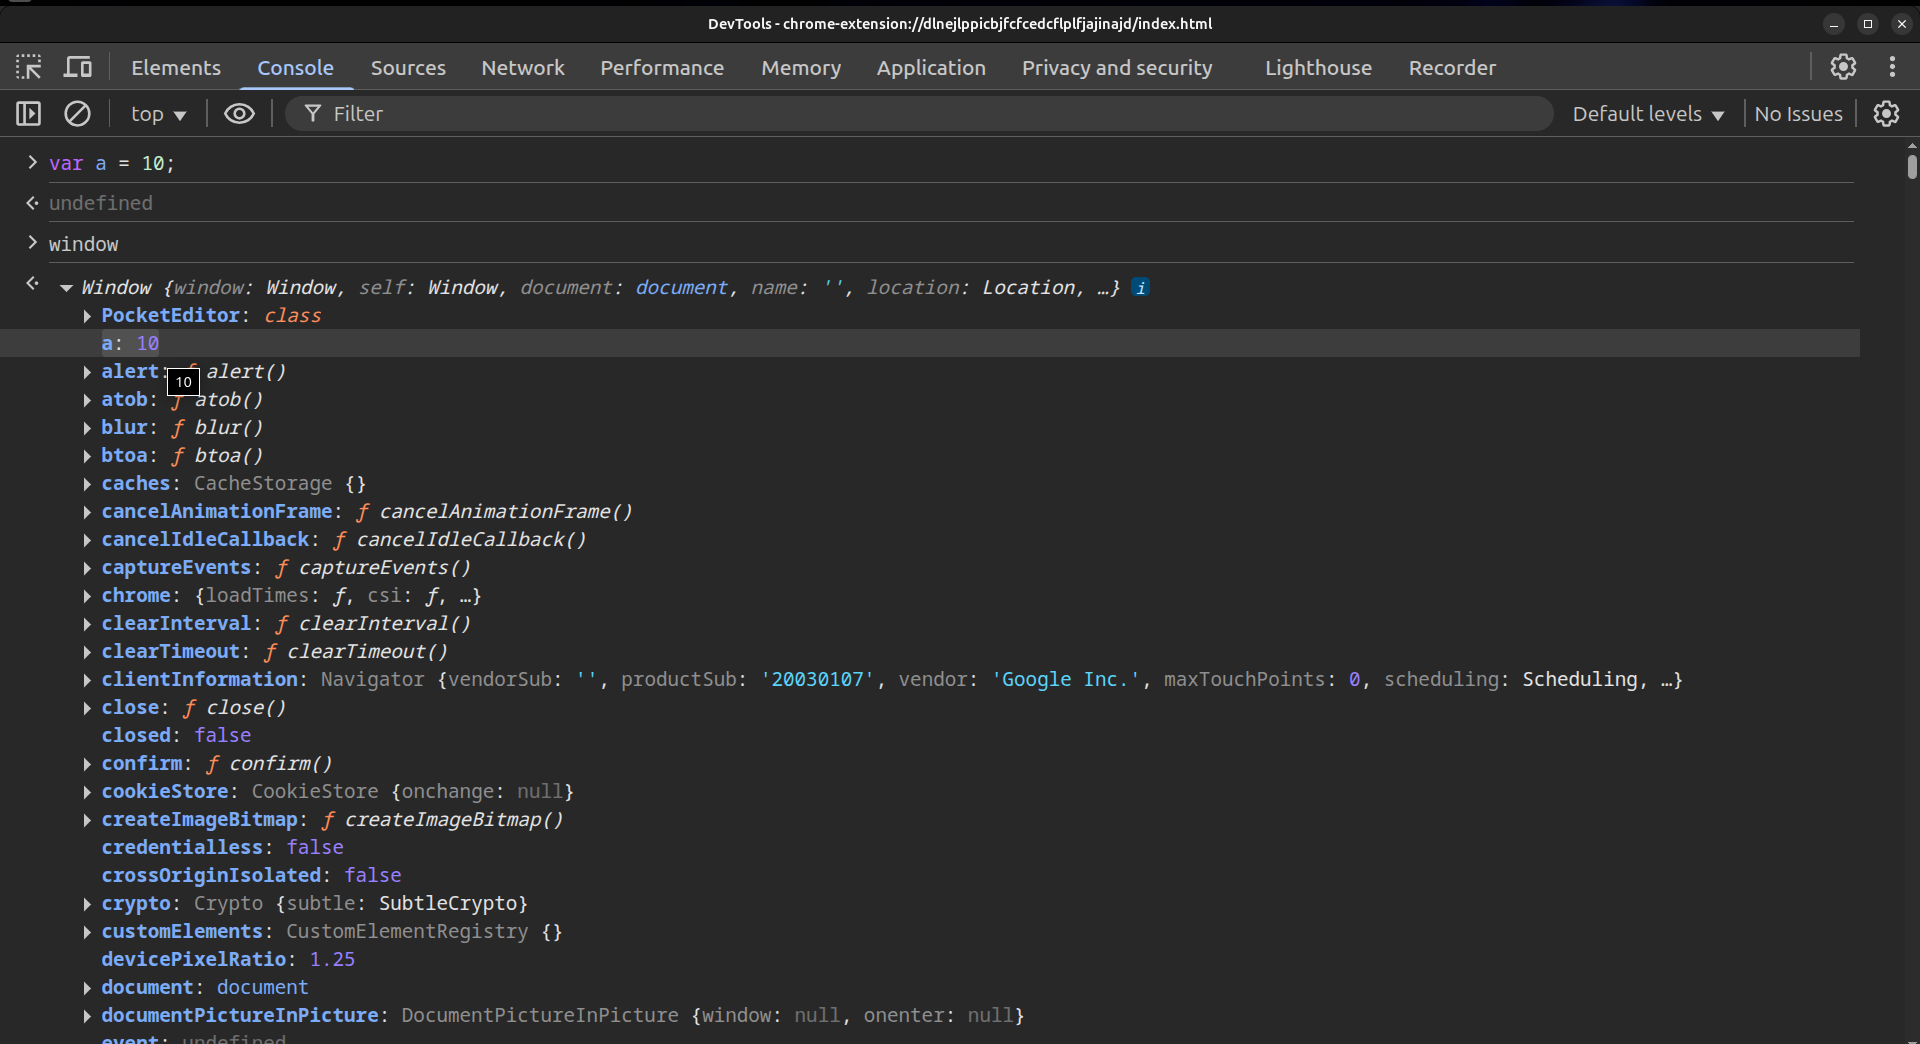 DevTools - chrome-extension://dlnejlppicbjfcfcedcflplfjajinajd/index.html
Elements Console Sources Network Performance Memory Application Privacy and security Lighthouse Recorder
top Filter Default levels No Issues
var a = 10;
undefined
window
Window {window: Window, self: Window, document: document, name: '', location: Location, …} i
PocketEditor: class
a: 10
alert: ƒ alert()
10
atob: ƒ atob()
blur: ƒ blur()
btoa: ƒ btoa()
caches: CacheStorage {}
cancelAnimationFrame: ƒ cancelAnimationFrame()
cancelIdleCallback: ƒ cancelIdleCallback()
captureEvents: ƒ captureEvents()
chrome: {loadTimes: ƒ, csi: ƒ, …}
clearInterval: ƒ clearInterval()
clearTimeout: ƒ clearTimeout()
clientInformation: Navigator {vendorSub: '', productSub: '20030107', vendor: 'Google Inc.', maxTouchPoints: 0, scheduling: Scheduling, …}
close: ƒ close()
closed: false
confirm: ƒ confirm()
cookieStore: CookieStore {onchange: null}
createImageBitmap: ƒ createImageBitmap()
credentialless: false
crossOriginIsolated: false
crypto: Crypto {subtle: SubtleCrypto}
customElements: CustomElementRegistry {}
devicePixelRatio: 1.25
document: document
documentPictureInPicture: DocumentPictureInPicture {window: null, onenter: null}
event: undefined